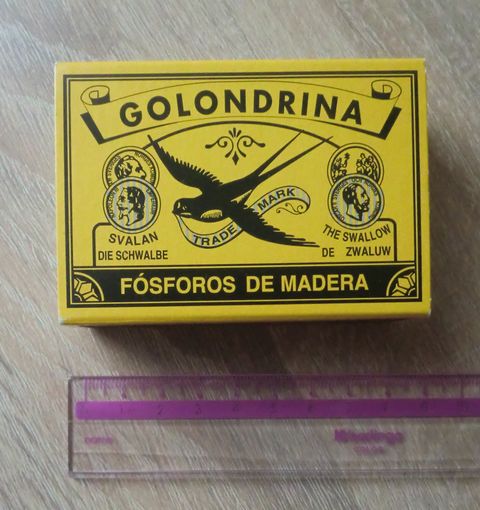 GOLONDRINA
TRADE MARK
SVALAN
DIE SCHWALBE
THE SWALLOW
DE ZWALUW
FÓSFOROS DE MADERA